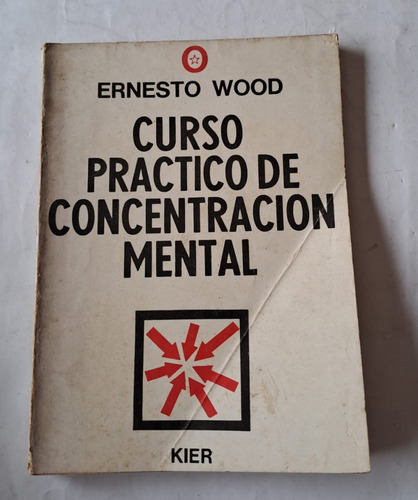 ERNESTO WOOD
CURSO
PRACTICO DE
CONCENTRACION
MENTAL
KIER